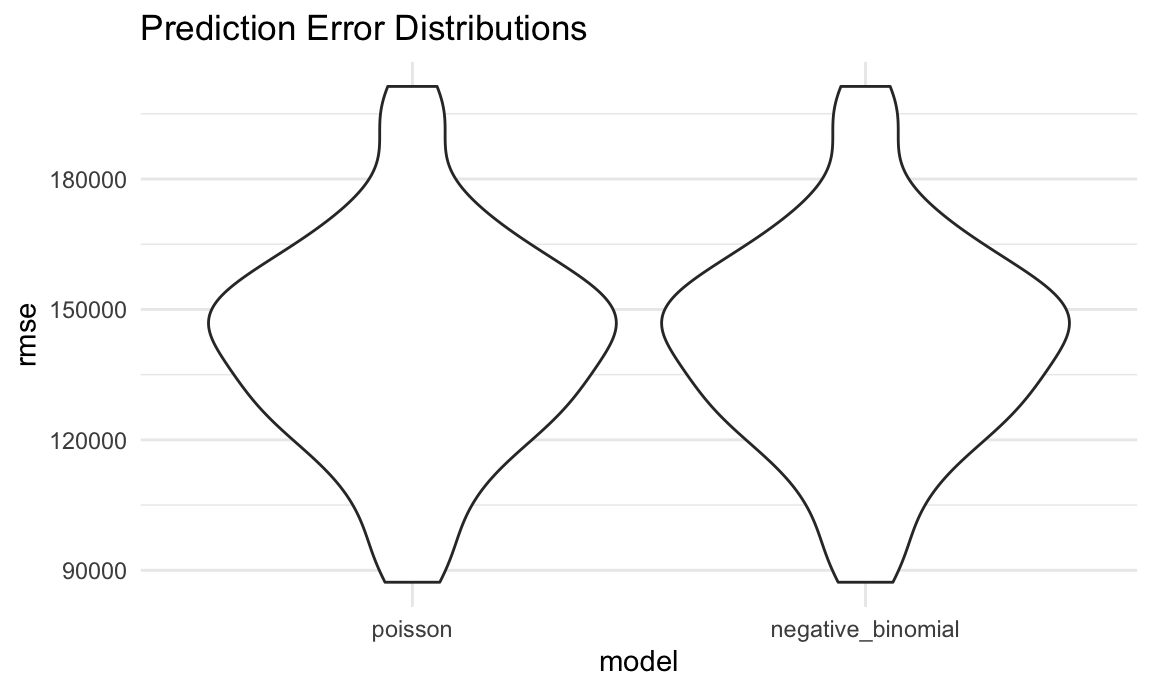 Prediction Error Distributions
180000
150000
120000
90000
rmse
poisson negative_binomial
model